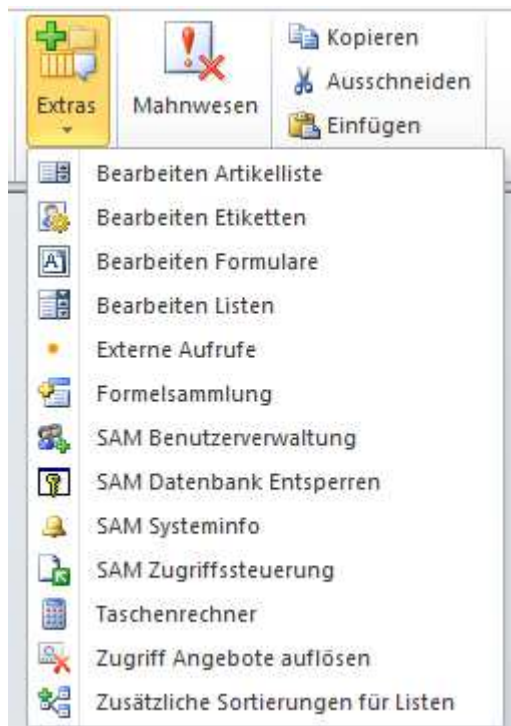 Extras
Mahnwesen
Kopieren
Ausschneiden
Einfügen
Bearbeiten Artikelliste
Bearbeiten Etiketten
Bearbeiten Formulare
Bearbeiten Listen
Externe Aufrufe
Formelsammlung
SAM Benutzerverwaltung
SAM Datenbank Entsperren
SAM Systeminfo
SAM Zugriffssteuerung
Taschenrechner
Zugriff Angebote auflösen
Zusätzliche Sortierungen für Listen